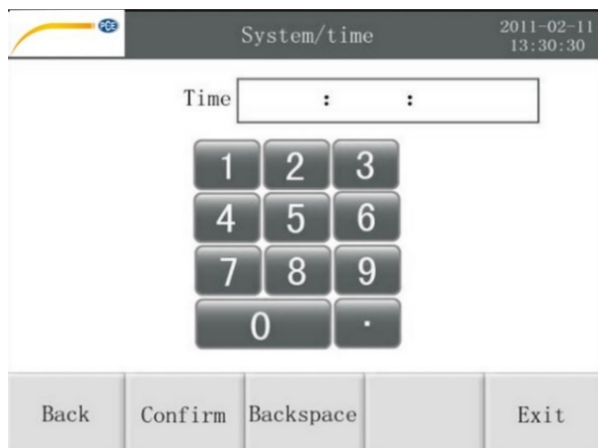 PCE
System/time
2011-02-11
13:30:30
Time : :
1 2 3
4 5 6
7 8 9
0 .
Back Confirm Backspace Exit